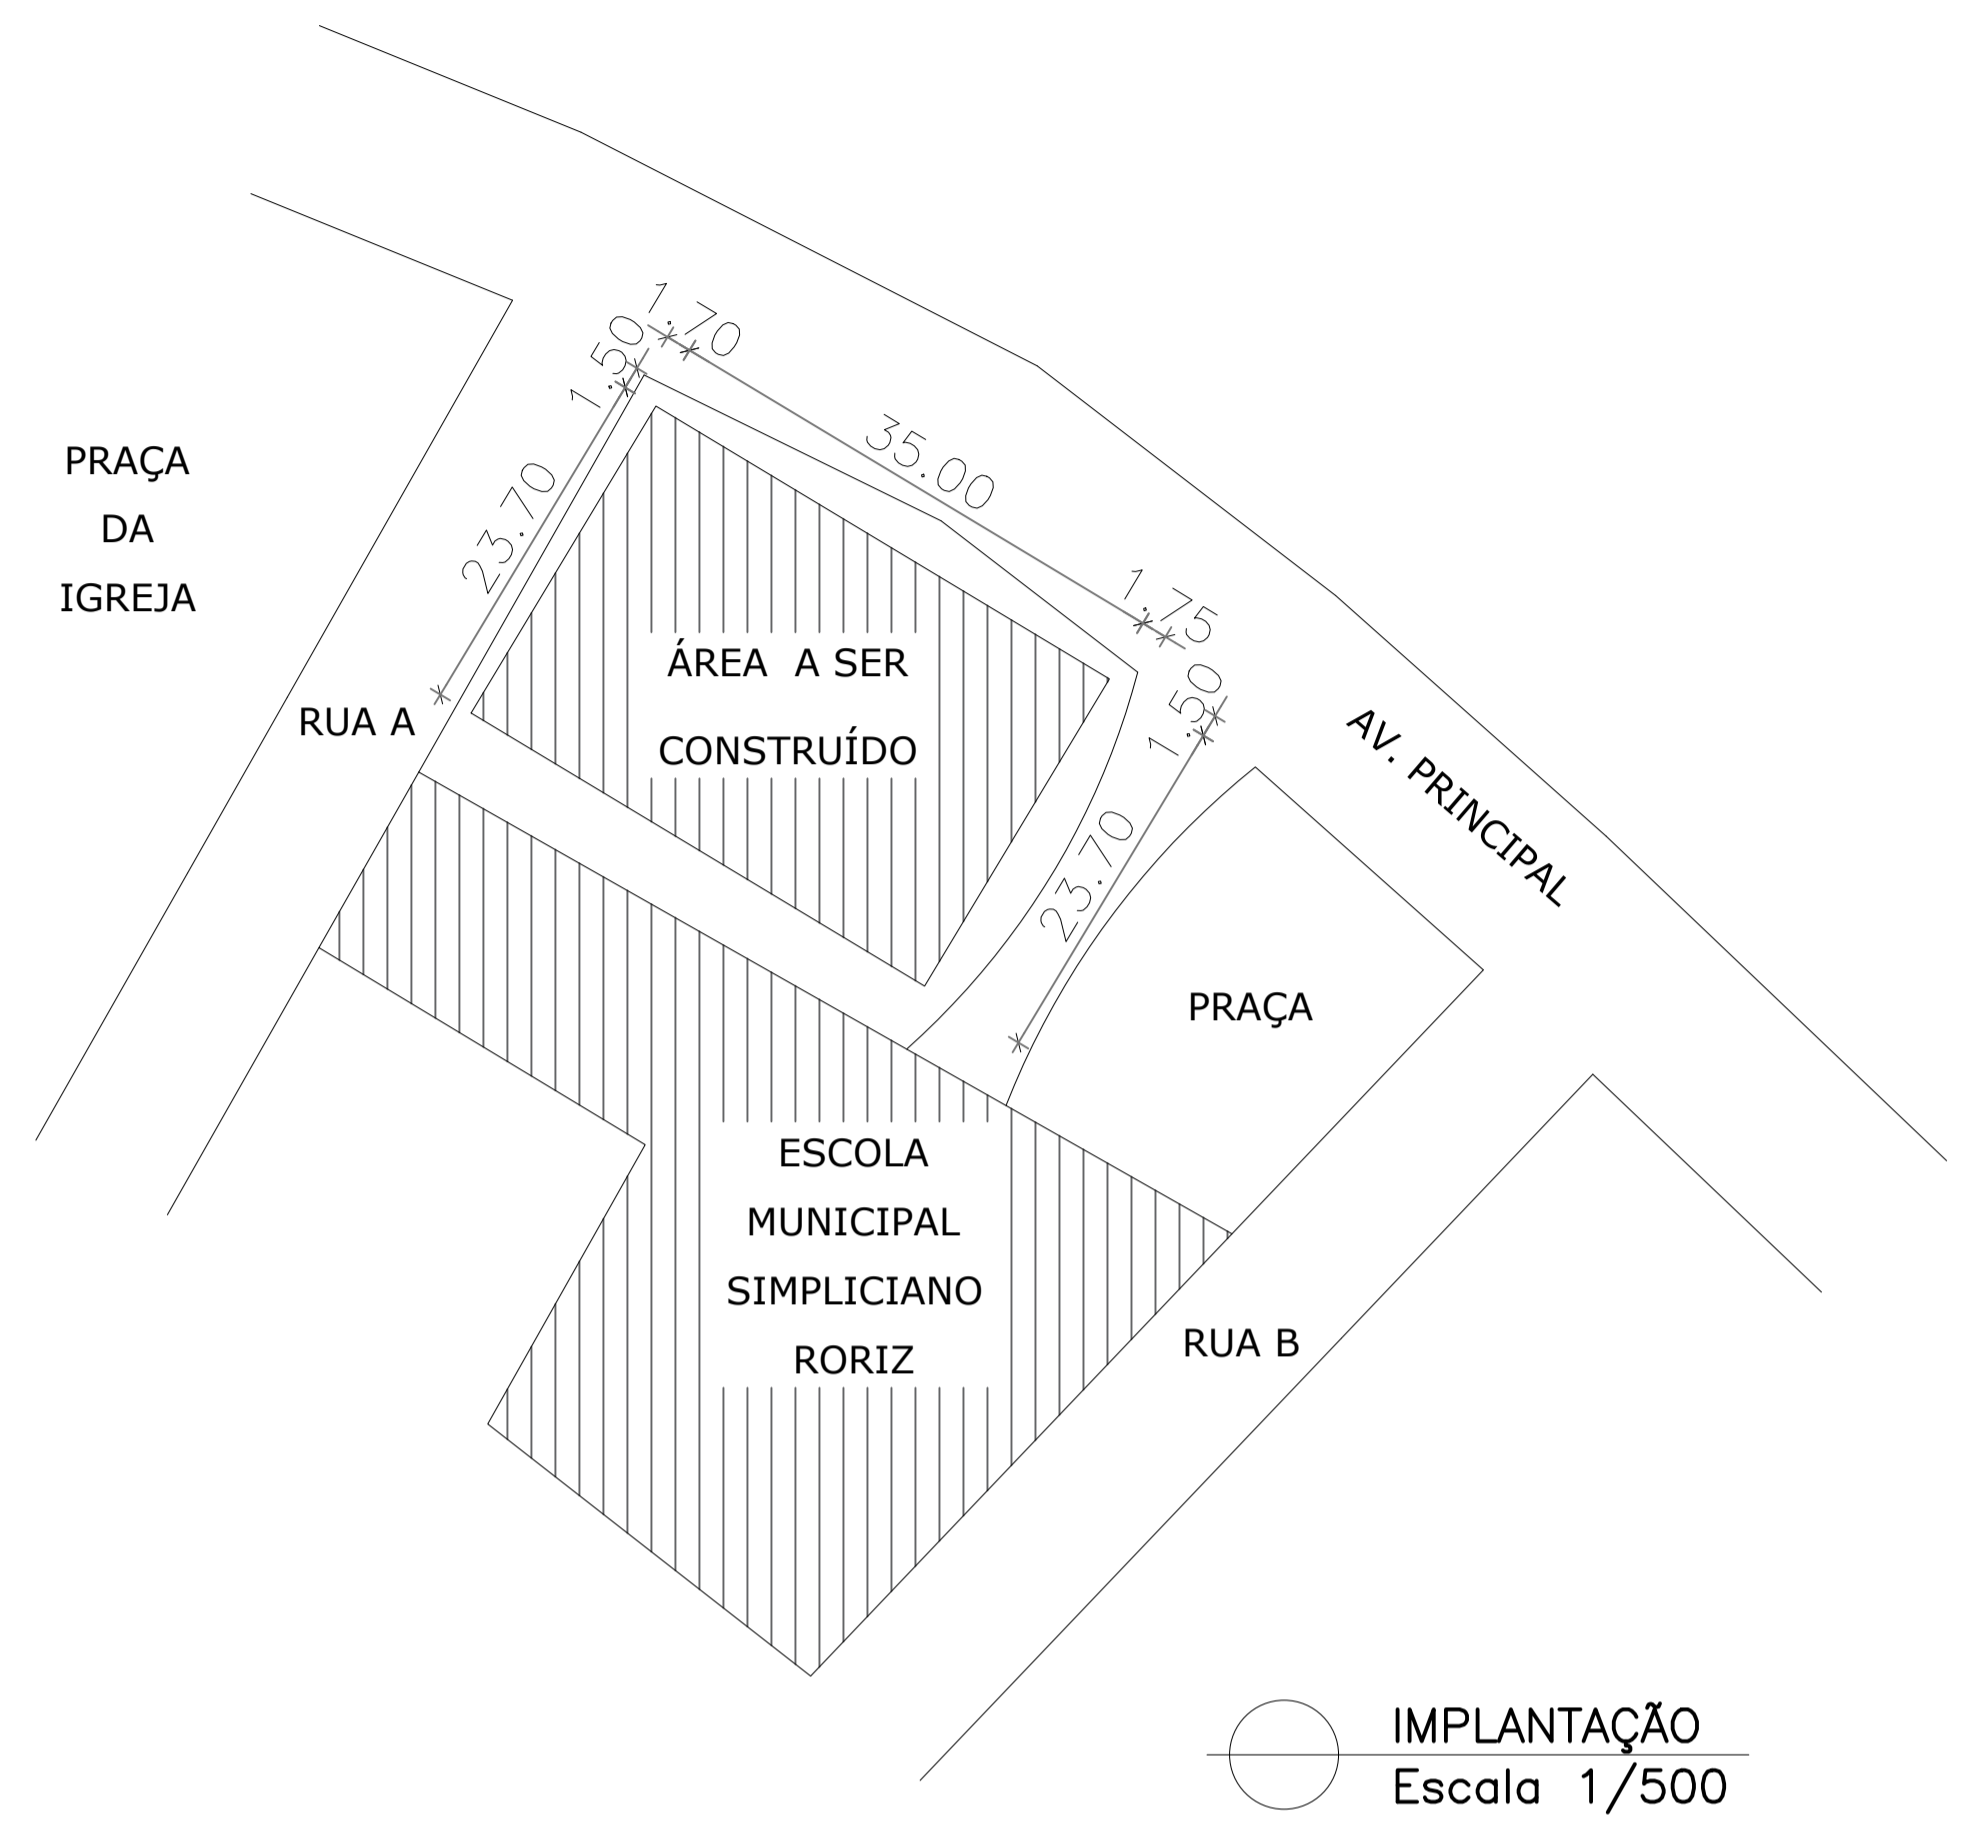 1.70
1.50
35.00
23.70
1.75
1.50
23.70
PRAÇA
DA
IGREJA
RUA A
ÁREA A SER
CONSTRUÍDO
AV. PRINCIPAL
PRAÇA
ESCOLA
MUNICIPAL
SIMPLICIANO
RORIZ
RUA B
IMPLANTAÇÃO
Escala 1/500